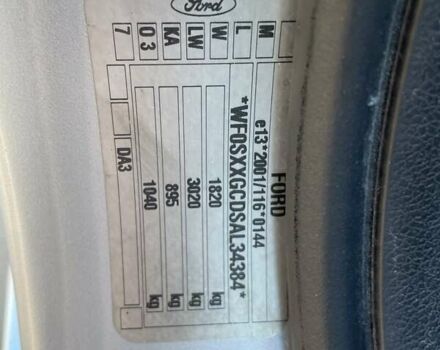 Ford
FORD
e13*2001/116*0144
*WF0SXXGCDSAL34384*
1820 kg
3020 kg
895 kg
1040 kg
DA3
M
L
W
LW
KA
0 3
7